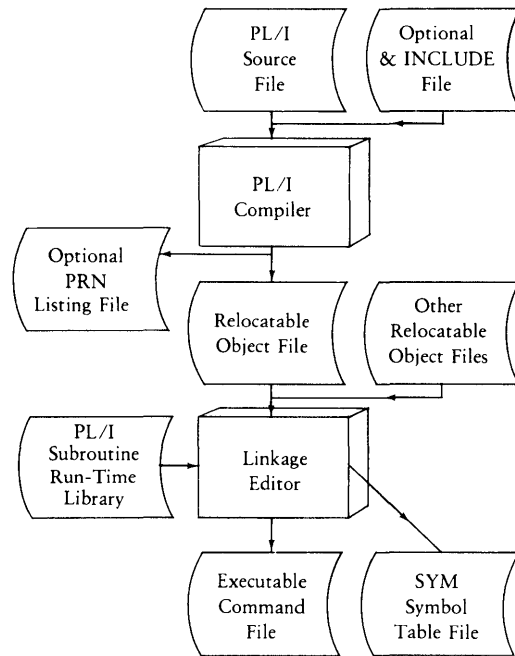 PL/I
Source
File
Optional
& INCLUDE
File
PL/I
Compiler
Optional
PRN
Listing File
Relocatable
Object File
Other
Relocatable
Object Files
PL/I
Subroutine
Run-Time
Library
Linkage
Editor
Executable
Command
File
SYM
Symbol
Table File